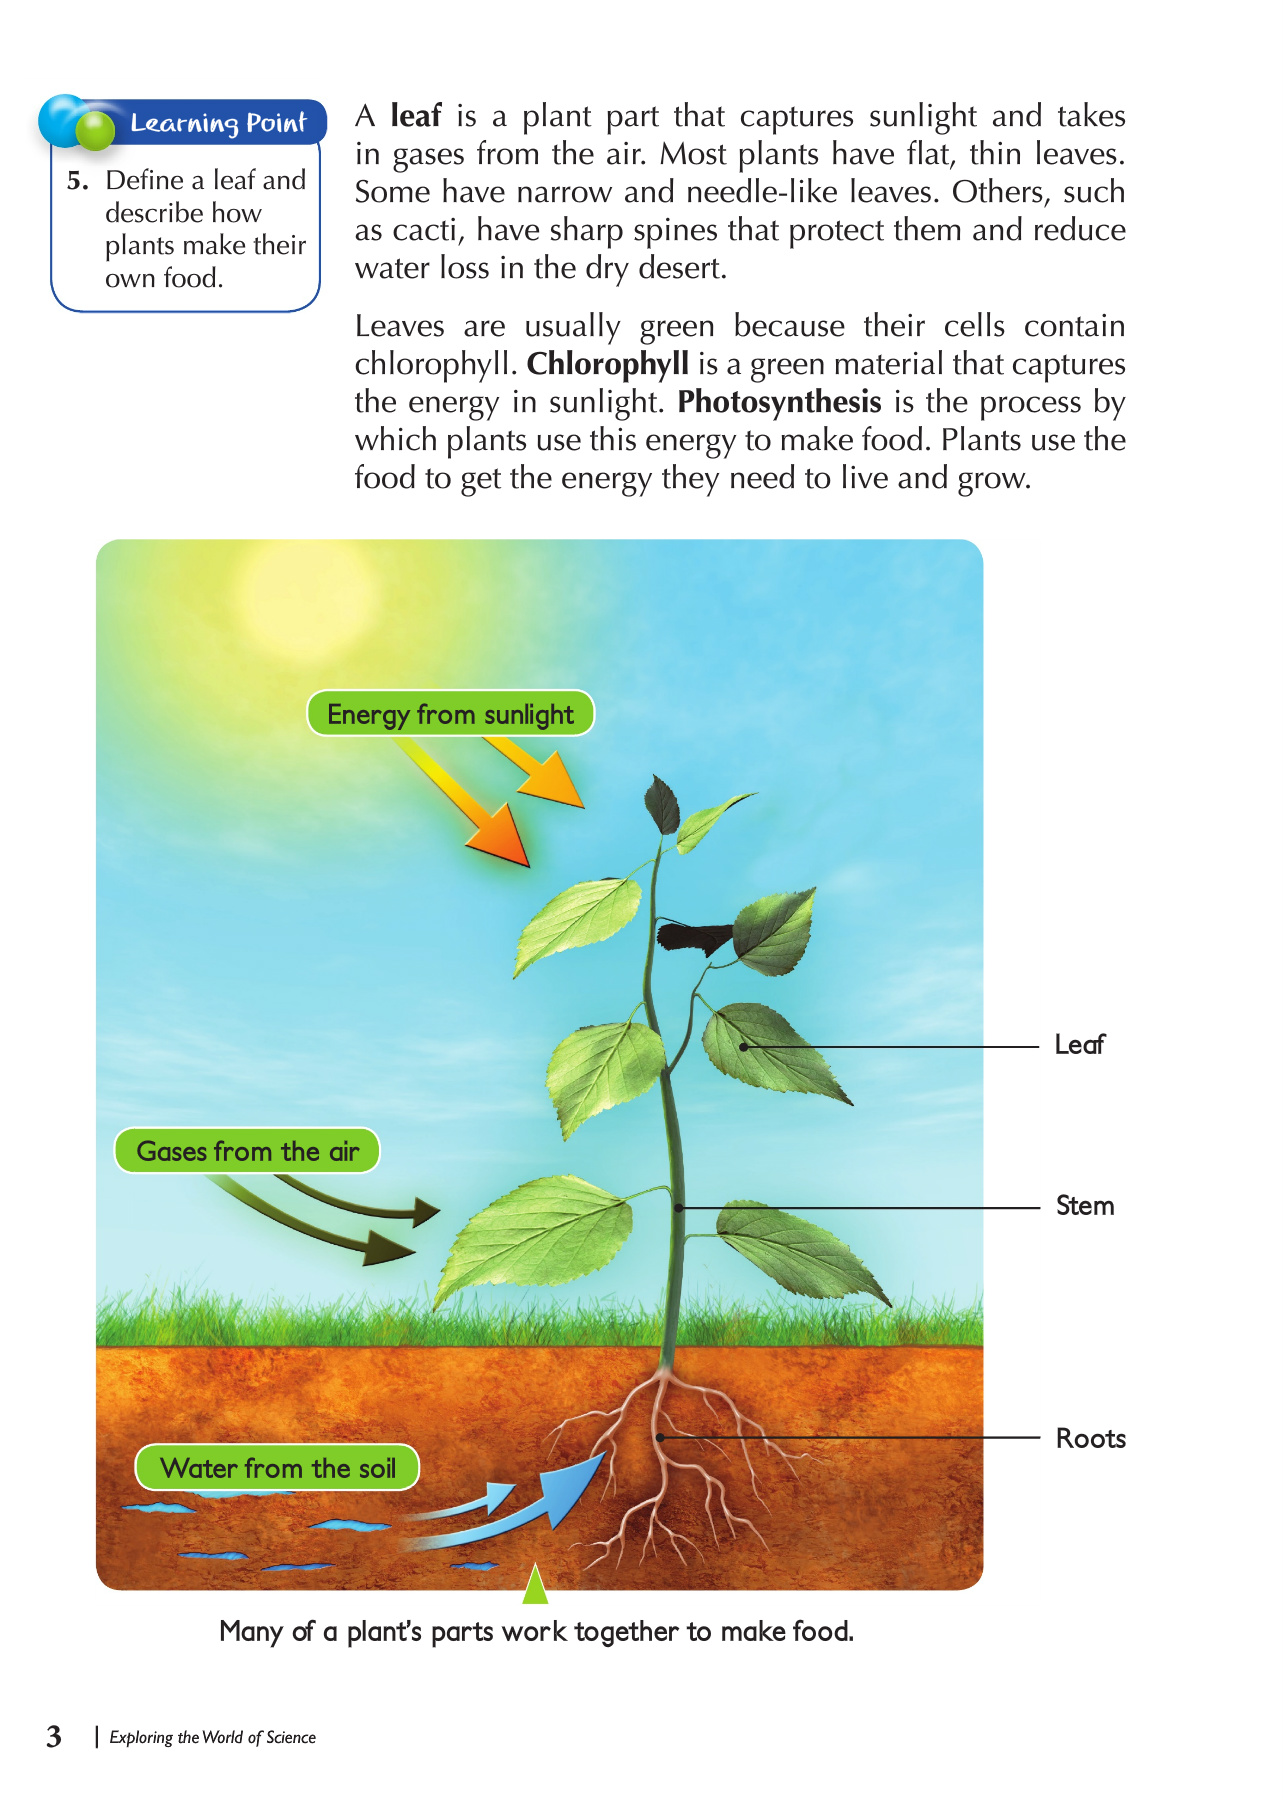 Learning Point
5. Define a leaf and
describe how
plants make their
own food.
A leaf is a plant part that captures sunlight and takes
in gases from the air. Most plants have flat, thin leaves.
Some have narrow and needle-like leaves. Others, such
as cacti, have sharp spines that protect them and reduce
water loss in the dry desert.
Leaves are usually green because their cells contain
chlorophyll. Chlorophyll is a green material that captures
the energy in sunlight. Photosynthesis is the process by
which plants use this energy to make food. Plants use the
food to get the energy they need to live and grow.
Energy from sunlight
Leaf
Gases from the air
Stem
Roots
Water from the soil
Many of a plant's parts work together to make food.
3 | Exploring the World of Science